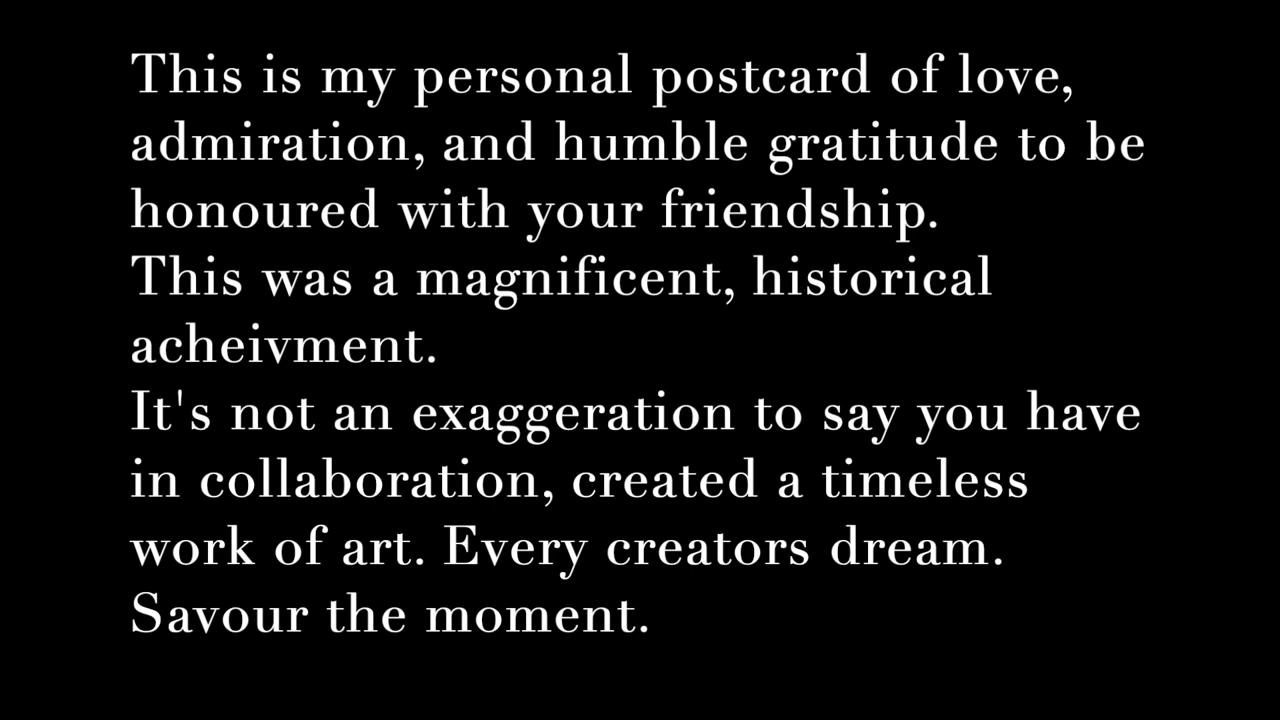 This is my personal postcard of love,
admiration, and humble gratitude to be
honoured with your friendship.
This was a magnificent, historical
acheivment.
It's not an exaggeration to say you have
in collaboration, created a timeless
work of art. Every creators dream.
Savour the moment.